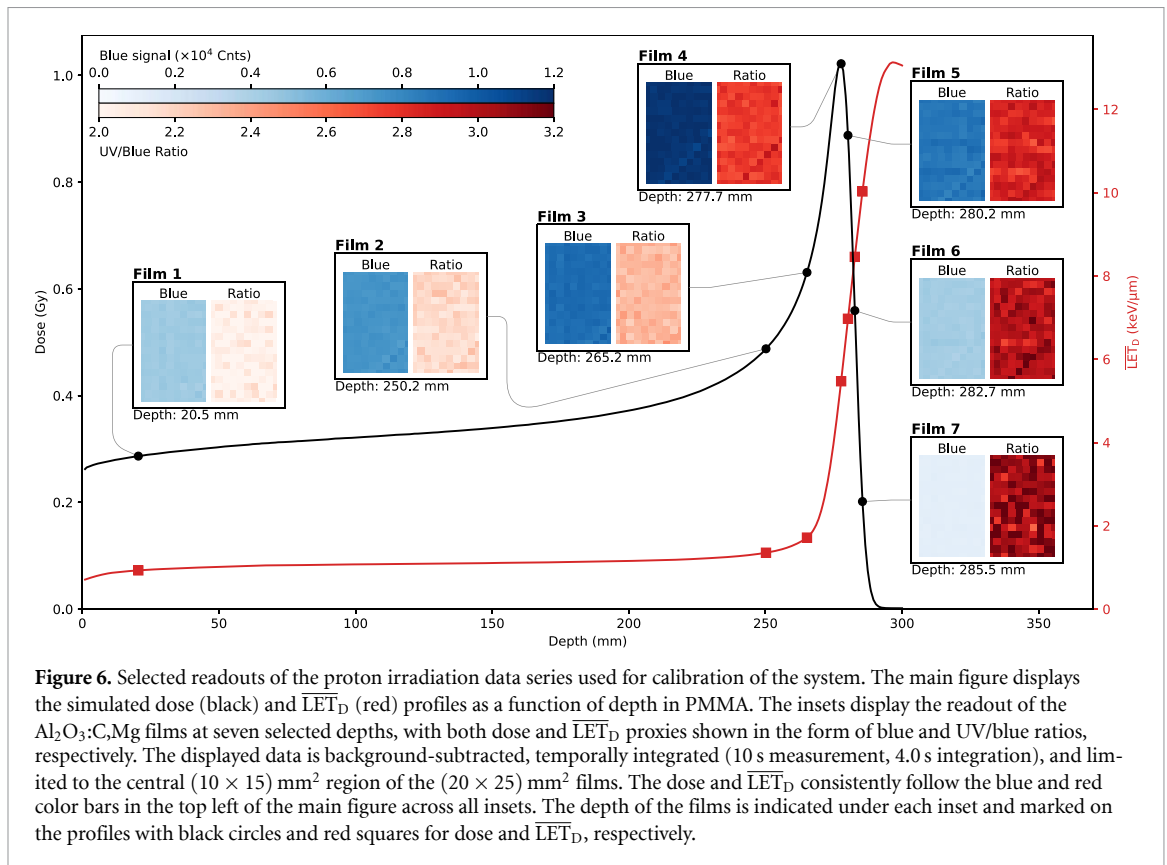 Blue signal (×10⁴ Cnts)
0.0 0.2 0.4 0.6 0.8 1.0 1.2
2.0 2.2 2.4 2.6 2.8 3.0 3.2
UV/Blue Ratio
Film 1
Blue Ratio
Depth: 20.5 mm
Film 2
Blue Ratio
Depth: 250.2 mm
Film 3
Blue Ratio
Depth: 265.2 mm
Film 4
Blue Ratio
Depth: 277.7 mm
Film 5
Blue Ratio
Depth: 280.2 mm
Film 6
Blue Ratio
Depth: 282.7 mm
Film 7
Blue Ratio
Depth: 285.5 mm
Dose (Gy)
1.0
0.8
0.6
0.4
0.2
0.0
L̅E̅T̅D (keV/μm)
12
10
8
6
4
2
0
0 50 100 150 200 250 300 350
Depth (mm)
Figure 6. Selected readouts of the proton irradiation data series used for calibration of the system. The main figure displays
the simulated dose (black) and L̅E̅T̅D (red) profiles as a function of depth in PMMA. The insets display the readout of the
Al₂O₃:C,Mg films at seven selected depths, with both dose and L̅E̅T̅D proxies shown in the form of blue and UV/blue ratios,
respectively. The displayed data is background-subtracted, temporally integrated (10 s measurement, 4.0 s integration), and lim-
ited to the central (10 × 15) mm² region of the (20 × 25) mm² films. The dose and L̅E̅T̅D consistently follow the blue and red
color bars in the top left of the main figure across all insets. The depth of the films is indicated under each inset and marked on
the profiles with black circles and red squares for dose and L̅E̅T̅D, respectively.